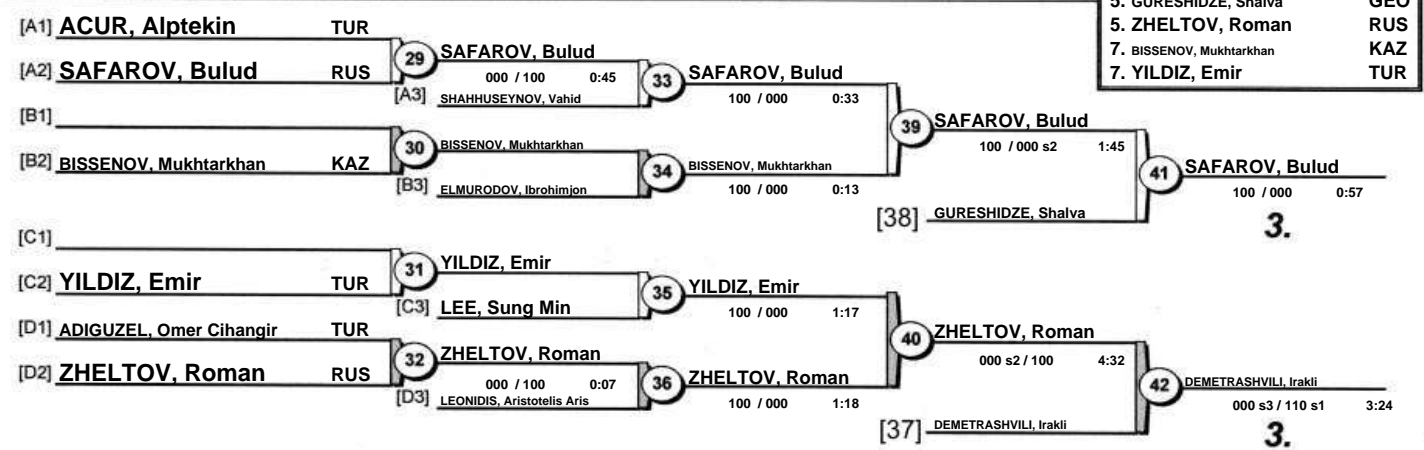 5. GURESHIDZE, Shalva GEO
5. ZHELTOV, Roman RUS
7. BISSENOV, Mukhtarkhan KAZ
7. YILDIZ, Emir TUR
[A1] ACUR, Alptekin TUR
[A2] SAFAROV, Bulud RUS
29
SAFAROV, Bulud
000 / 100 0:45
[A3] SHAHHUSEYNOV, Vahid
33
SAFAROV, Bulud
100 / 000 0:33
[B1]
[B2] BISSENOV, Mukhtarkhan KAZ
30
BISSENOV, Mukhtarkhan
[B3] ELMURODOV, Ibrohimjon
34
BISSENOV, Mukhtarkhan
100 / 000 0:13
39
SAFAROV, Bulud
100 / 000 s2 1:45
[38] GURESHIDZE, Shalva
41
SAFAROV, Bulud
100 / 000 0:57
3.
[C1]
[C2] YILDIZ, Emir TUR
31
YILDIZ, Emir
[C3] LEE, Sung Min
35
YILDIZ, Emir
100 / 000 1:17
[D1] ADIGUZEL, Omer Cihangir TUR
[D2] ZHELTOV, Roman RUS
32
ZHELTOV, Roman
000 / 100 0:07
[D3] LEONIDIS, Aristotelis Aris
36
ZHELTOV, Roman
100 / 000 1:18
40
ZHELTOV, Roman
000 s2 / 100 4:32
[37] DEMETRASHVILI, Irakli
42
DEMETRASHVILI, Irakli
000 s3 / 110 s1 3:24
3.